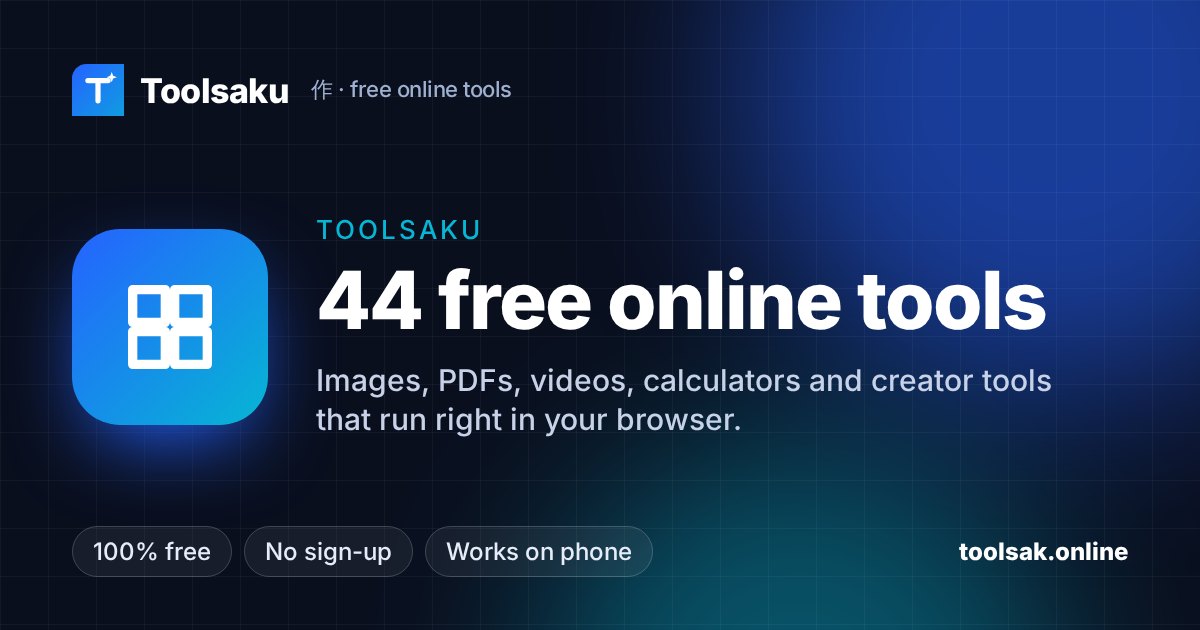 Toolsaku 作 · free online tools
TOOLSAKU
44 free online tools
Images, PDFs, videos, calculators and creator tools
that run right in your browser.
100% free No sign-up Works on phone toolsak.online